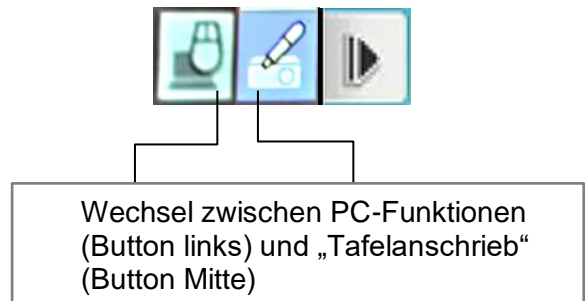 Wechsel zwischen PC-Funktionen
(Button links) und „Tafelanschrieb“
(Button Mitte)